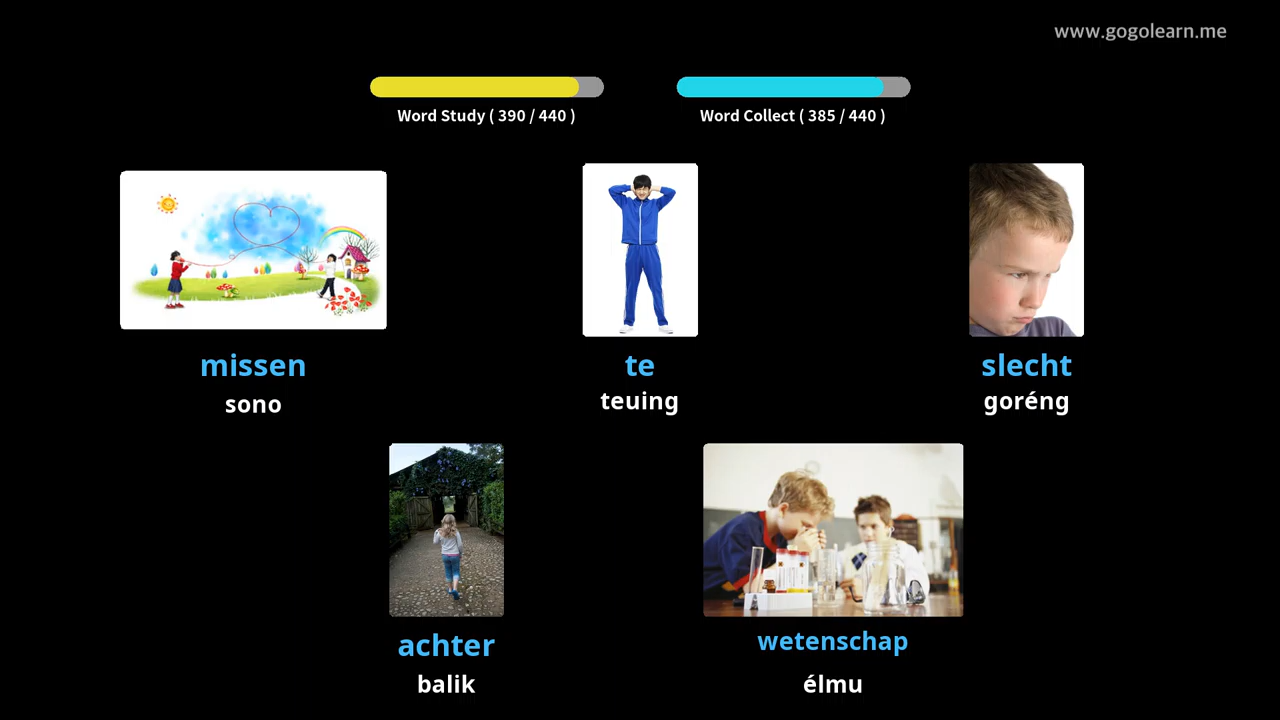 www.gogolearn.me
Word Study ( 390 / 440 )
Word Collect ( 385 / 440 )
missen
sono
te
teuing
slecht
goréng
achter
balik
wetenschap
élmu